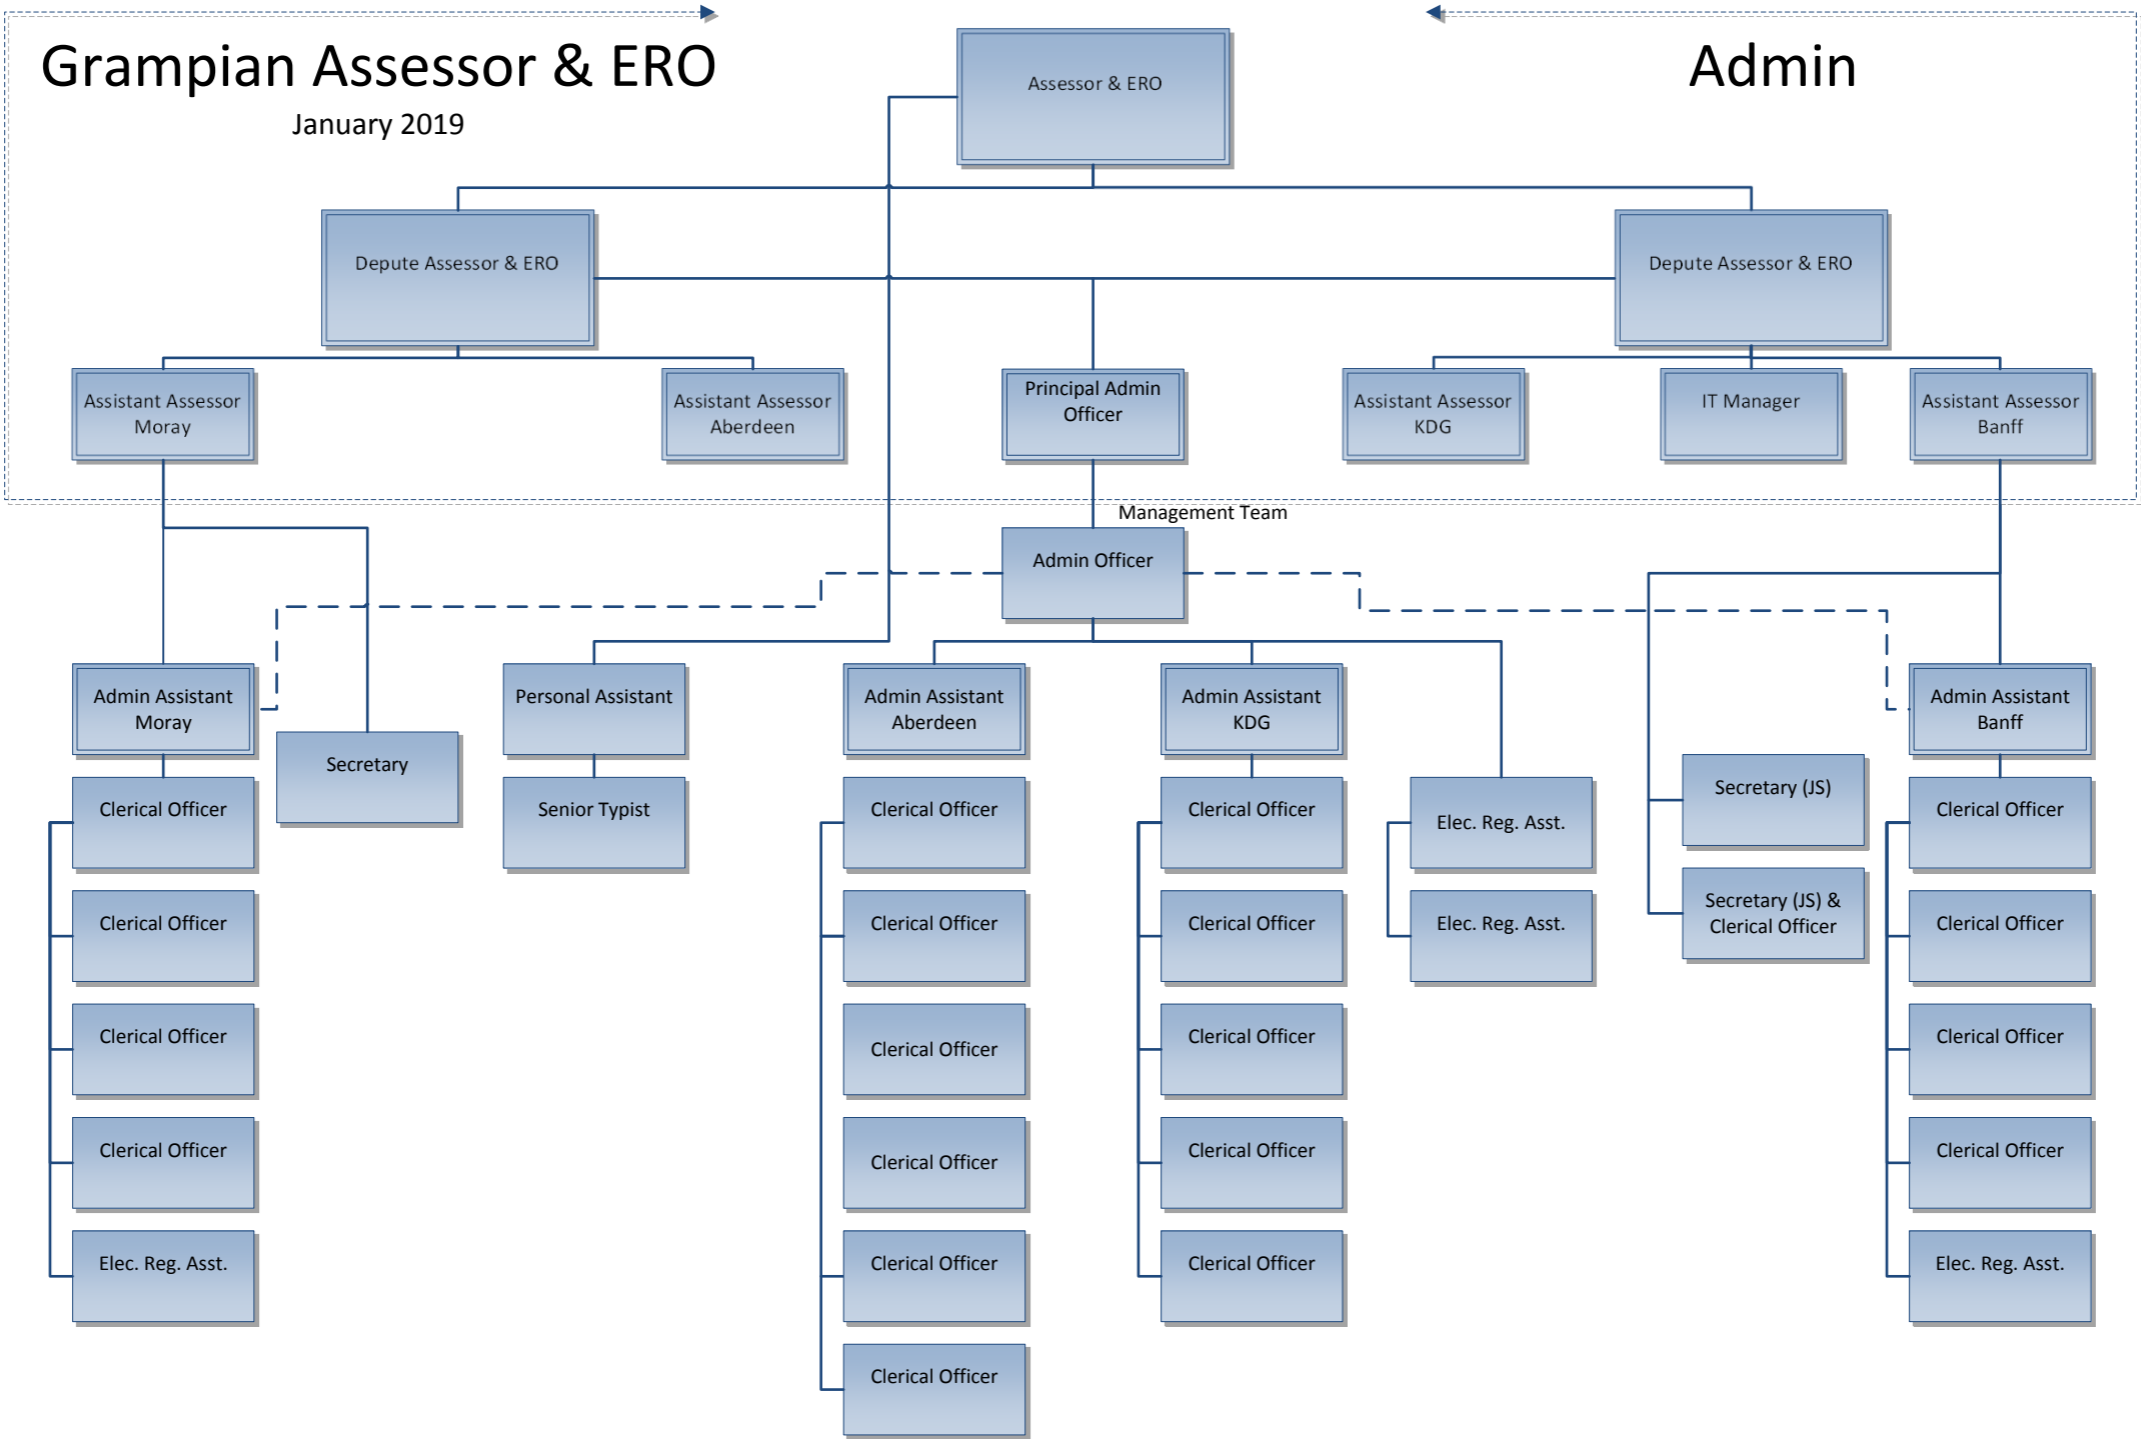 Grampian Assessor & ERO
January 2019
Admin
Assessor & ERO
Depute Assessor & ERO
Depute Assessor & ERO
Assistant Assessor
Moray
Assistant Assessor
Aberdeen
Principal Admin
Officer
Assistant Assessor
KDG
IT Manager
Assistant Assessor
Banff
Management Team
Admin Officer
Admin Assistant
Moray
Secretary
Personal Assistant
Senior Typist
Admin Assistant
Aberdeen
Admin Assistant
KDG
Admin Assistant
Banff
Clerical Officer
Clerical Officer
Clerical Officer
Clerical Officer
Elec. Reg. Asst.
Clerical Officer
Clerical Officer
Clerical Officer
Clerical Officer
Clerical Officer
Clerical Officer
Clerical Officer
Clerical Officer
Clerical Officer
Clerical Officer
Clerical Officer
Elec. Reg. Asst.
Elec. Reg. Asst.
Secretary (JS)
Secretary (JS) &
Clerical Officer
Clerical Officer
Clerical Officer
Clerical Officer
Clerical Officer
Elec. Reg. Asst.